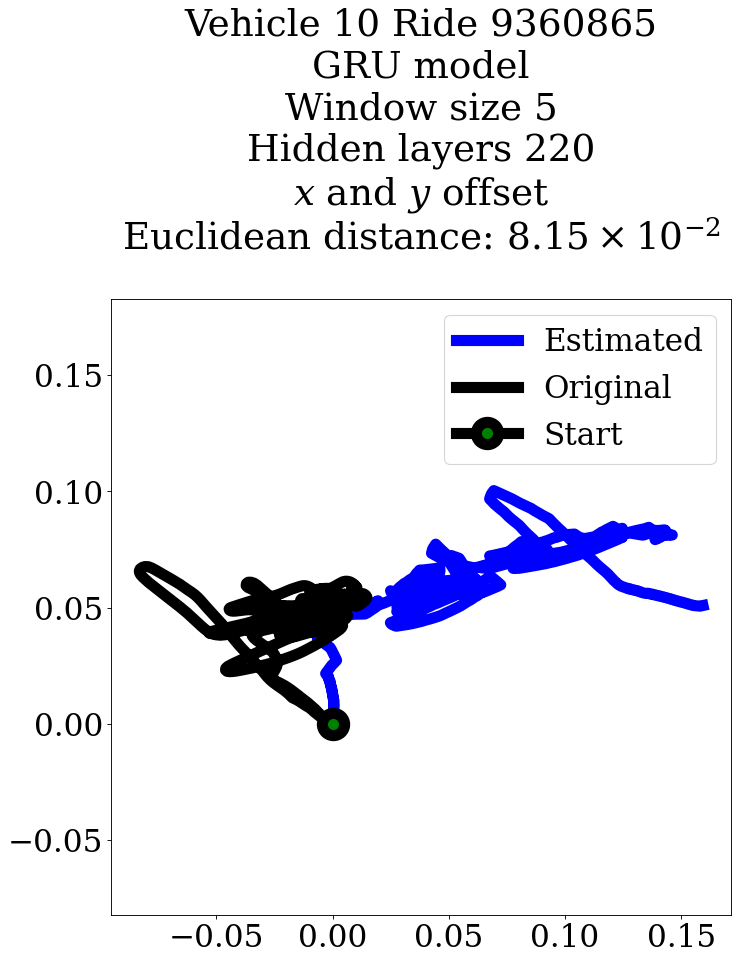 Vehicle 10 Ride 9360865
GRU model
Window size 5
Hidden layers 220
x and y offset
Euclidean distance: 8.15 × 10⁻²
Estimated
Original
Start
0.15
0.10
0.05
0.00
−0.05
−0.05 0.00 0.05 0.10 0.15